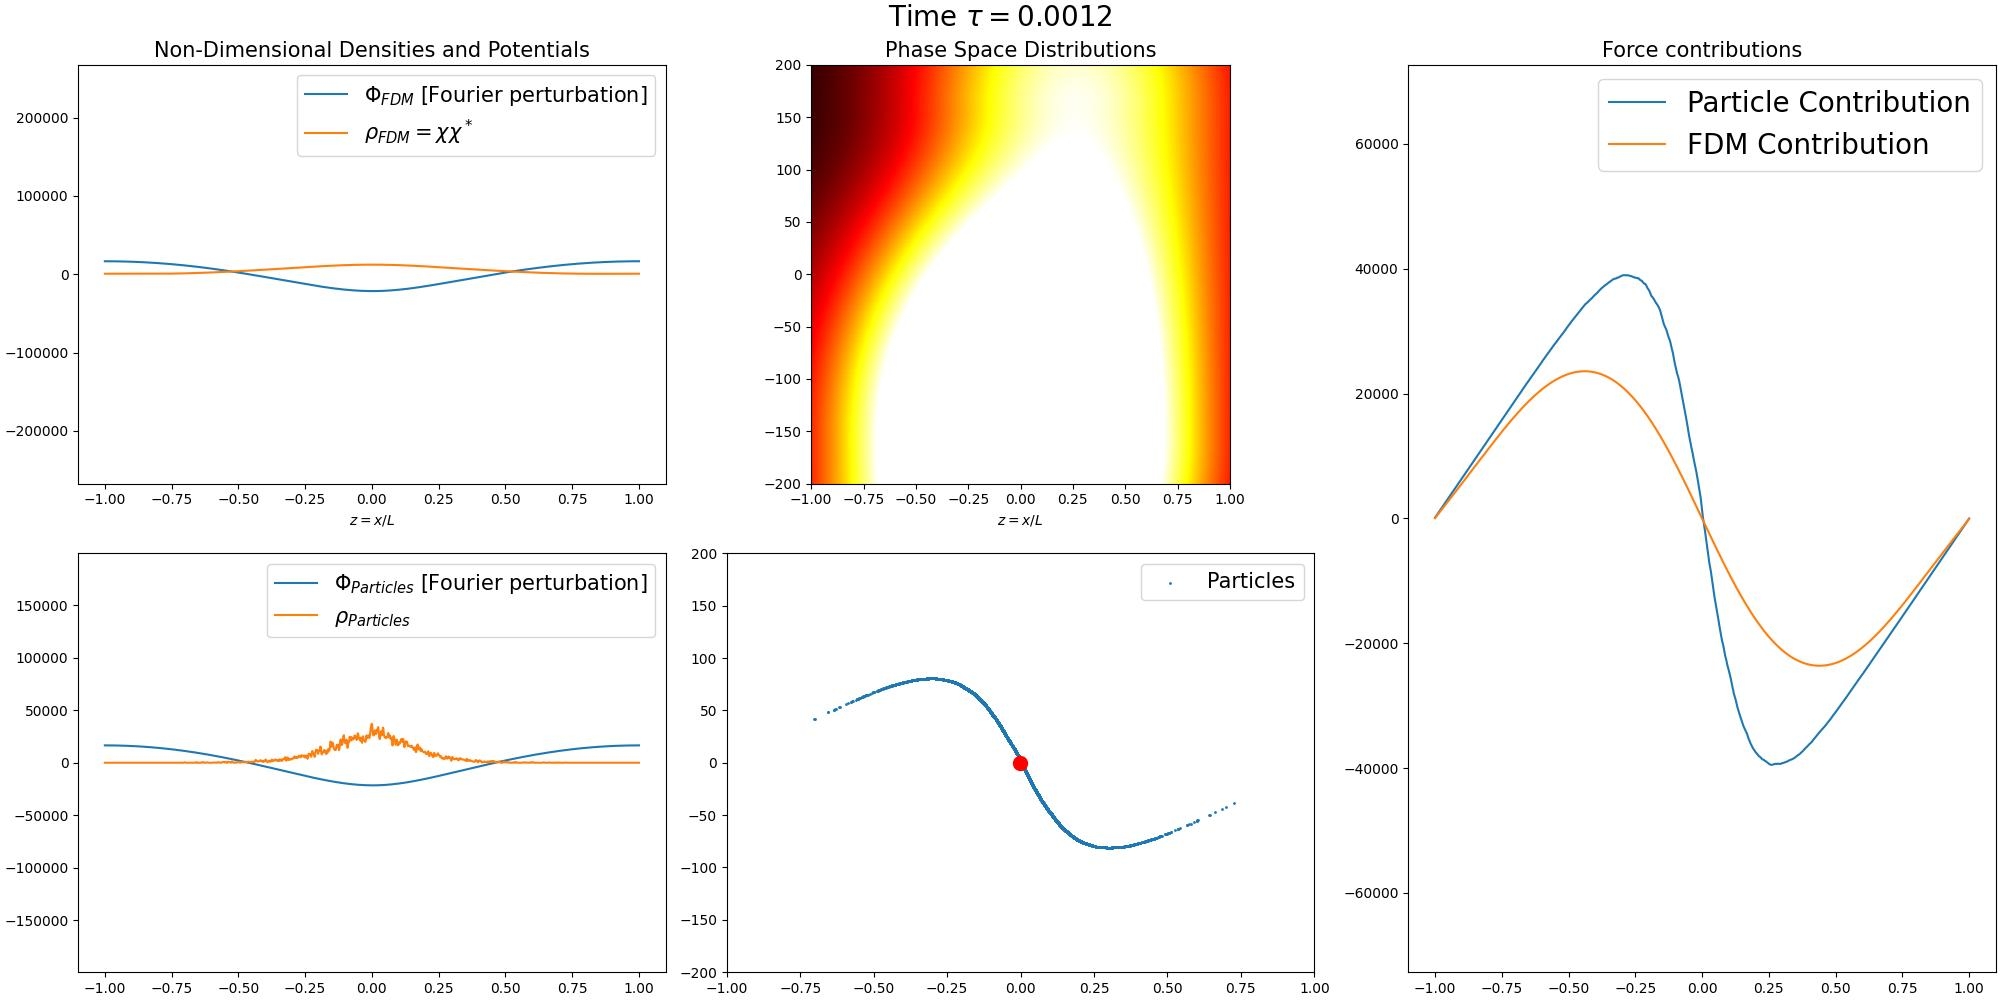 Time τ = 0.0012
Non-Dimensional Densities and Potentials
Φ_FDM [Fourier perturbation]
ρ_FDM = χχ*
200000
100000
0
−100000
−200000
−1.00 −0.75 −0.50 −0.25 0.00 0.25 0.50 0.75 1.00
z = x/L
Phase Space Distributions
200
150
100
50
0
−50
−100
−150
−200
−1.00 −0.75 −0.50 −0.25 0.00 0.25 0.50 0.75 1.00
z = x/L
Force contributions
Particle Contribution
FDM Contribution
60000
40000
20000
0
−20000
−40000
−60000
−1.00 −0.75 −0.50 −0.25 0.00 0.25 0.50 0.75 1.00
Φ_Particles [Fourier perturbation]
ρ_Particles
150000
100000
50000
0
−50000
−100000
−150000
−1.00 −0.75 −0.50 −0.25 0.00 0.25 0.50 0.75 1.00
Particles
200
150
100
50
0
−50
−100
−150
−200
−1.00 −0.75 −0.50 −0.25 0.00 0.25 0.50 0.75 1.00